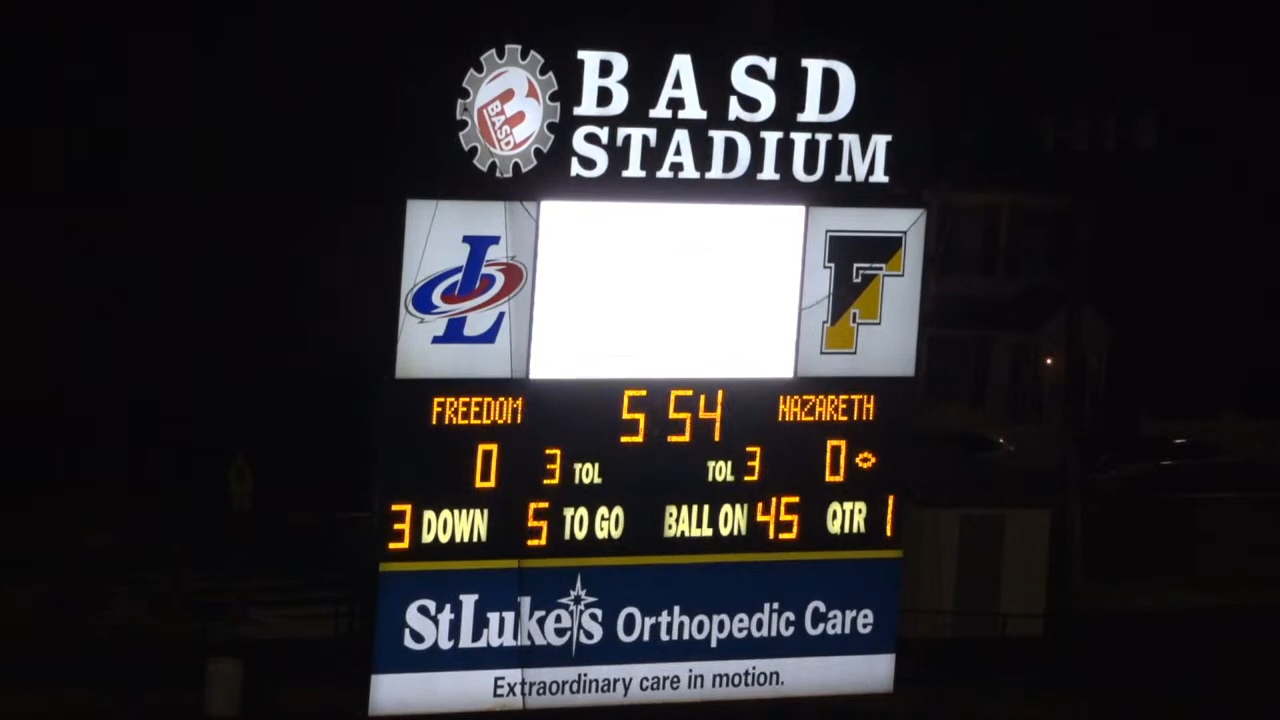 BASD
STADIUM
B
BASD
L
F
FREEDOM 5 54 NAZARETH
0 3 TOL TOL 3 0
3 DOWN 5 TO GO BALL ON 45 QTR 1
St Luke's Orthopedic Care
Extraordinary care in motion.